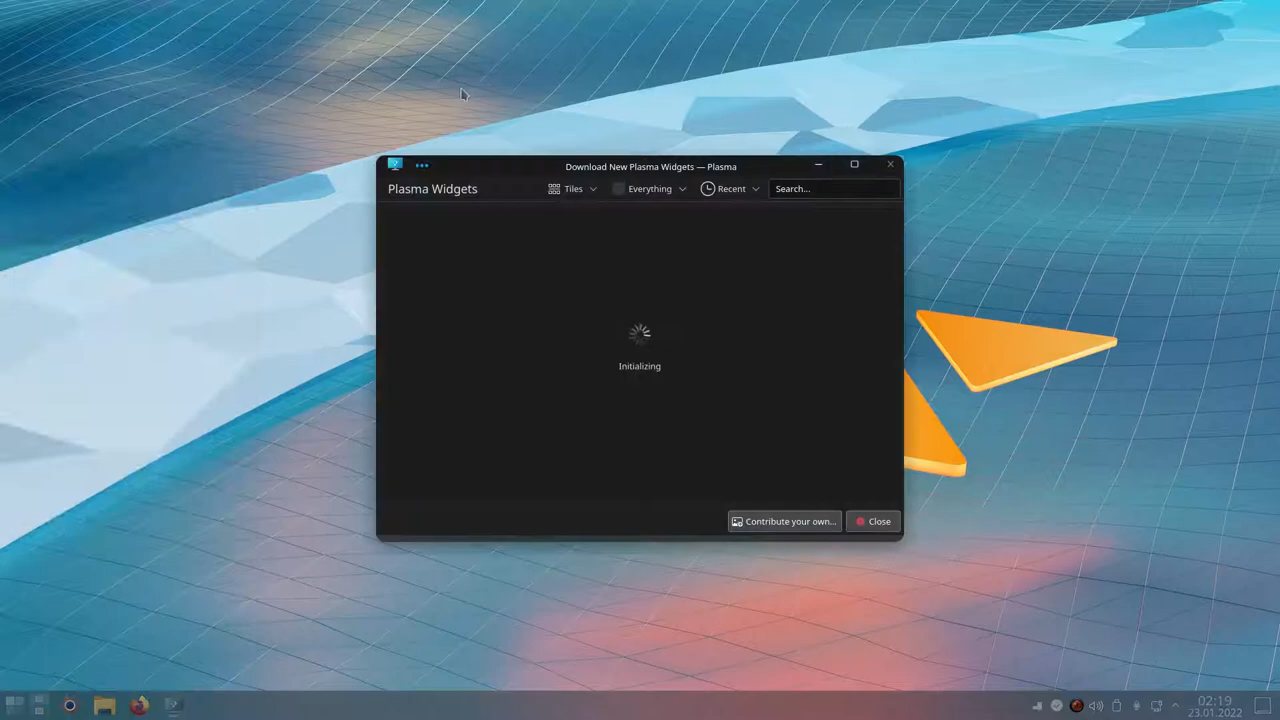 Download New Plasma Widgets — Plasma
Plasma Widgets
Tiles
Everything
Recent
Search...
Initializing
Contribute your own...
Close
02:19
23.01.2022